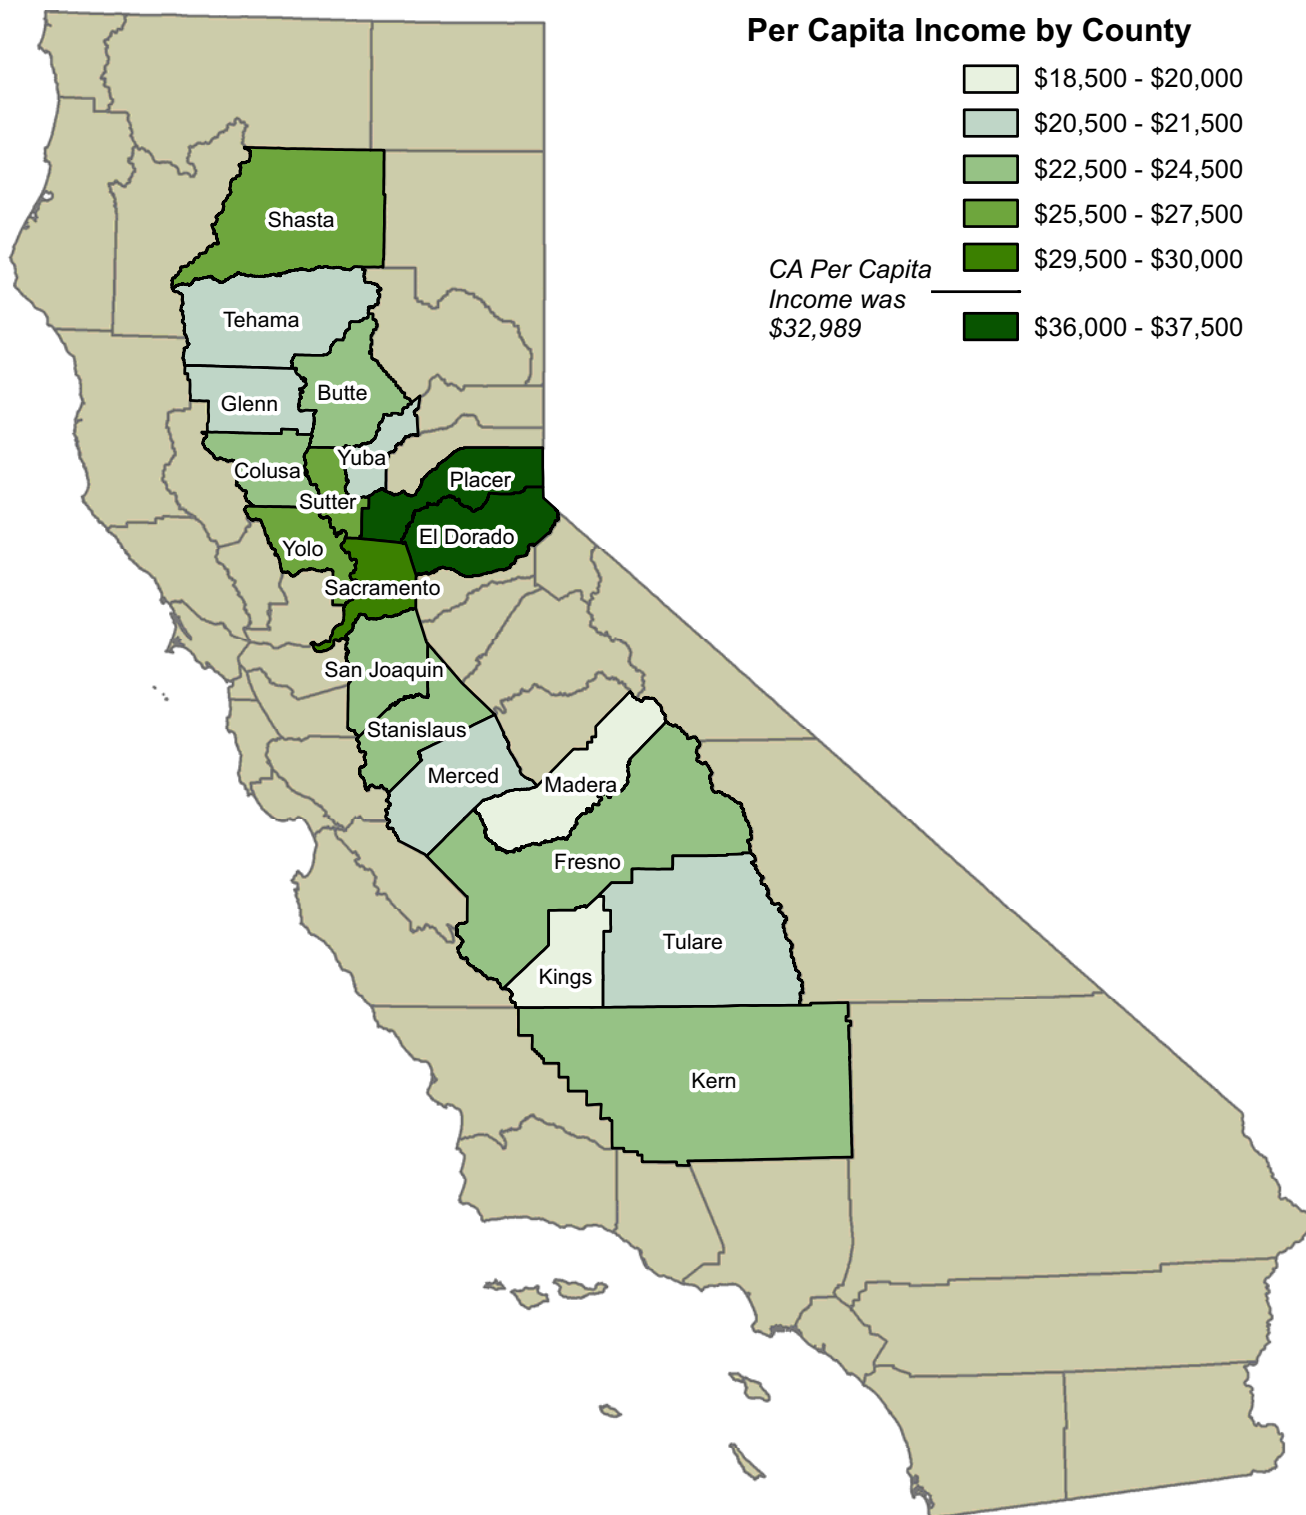 Per Capita Income by County
$18,500 - $20,000
$20,500 - $21,500
$22,500 - $24,500
$25,500 - $27,500
$29,500 - $30,000
CA Per Capita
Income was
$32,989
$36,000 - $37,500
Shasta
Tehama
Butte
Glenn
Yuba
Colusa
Placer
Sutter
El Dorado
Yolo
Sacramento
San Joaquin
Stanislaus
Merced
Madera
Fresno
Tulare
Kings
Kern